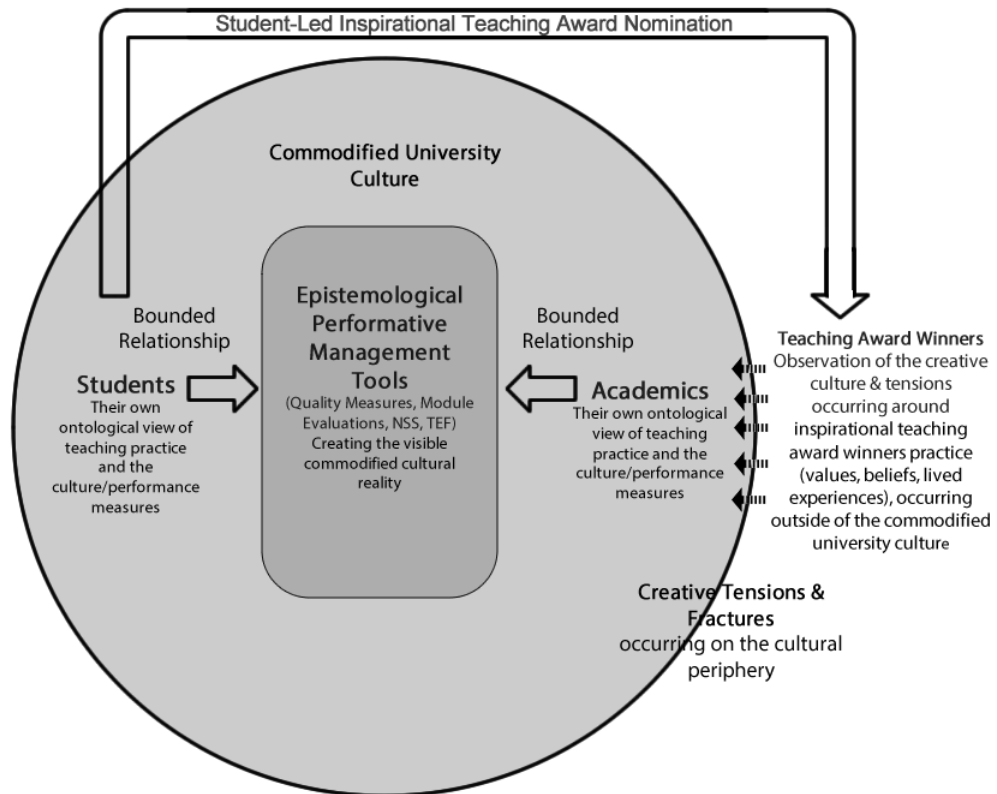 Student-Led Inspirational Teaching Award Nomination
Commodified University
Culture
Bounded
Relationship
Students
Their own
ontological view of
teaching practice
and the
culture/performance
measures
Epistemological
Performative
Management
Tools
(Quality Measures, Module
Evaluations, NSS, TEF)
Creating the visible
commodified cultural
reality
Bounded
Relationship
Academics
Their own ontological
view of teaching
practice and the
culture/performance
measures
Teaching Award Winners
Observation of the creative
culture & tensions
occurring around
inspirational teaching
award winners practice
(values, beliefs, lived
experiences), occurring
outside of the commodified
university culture
Creative Tensions &
Fractures
occurring on the cultural
periphery